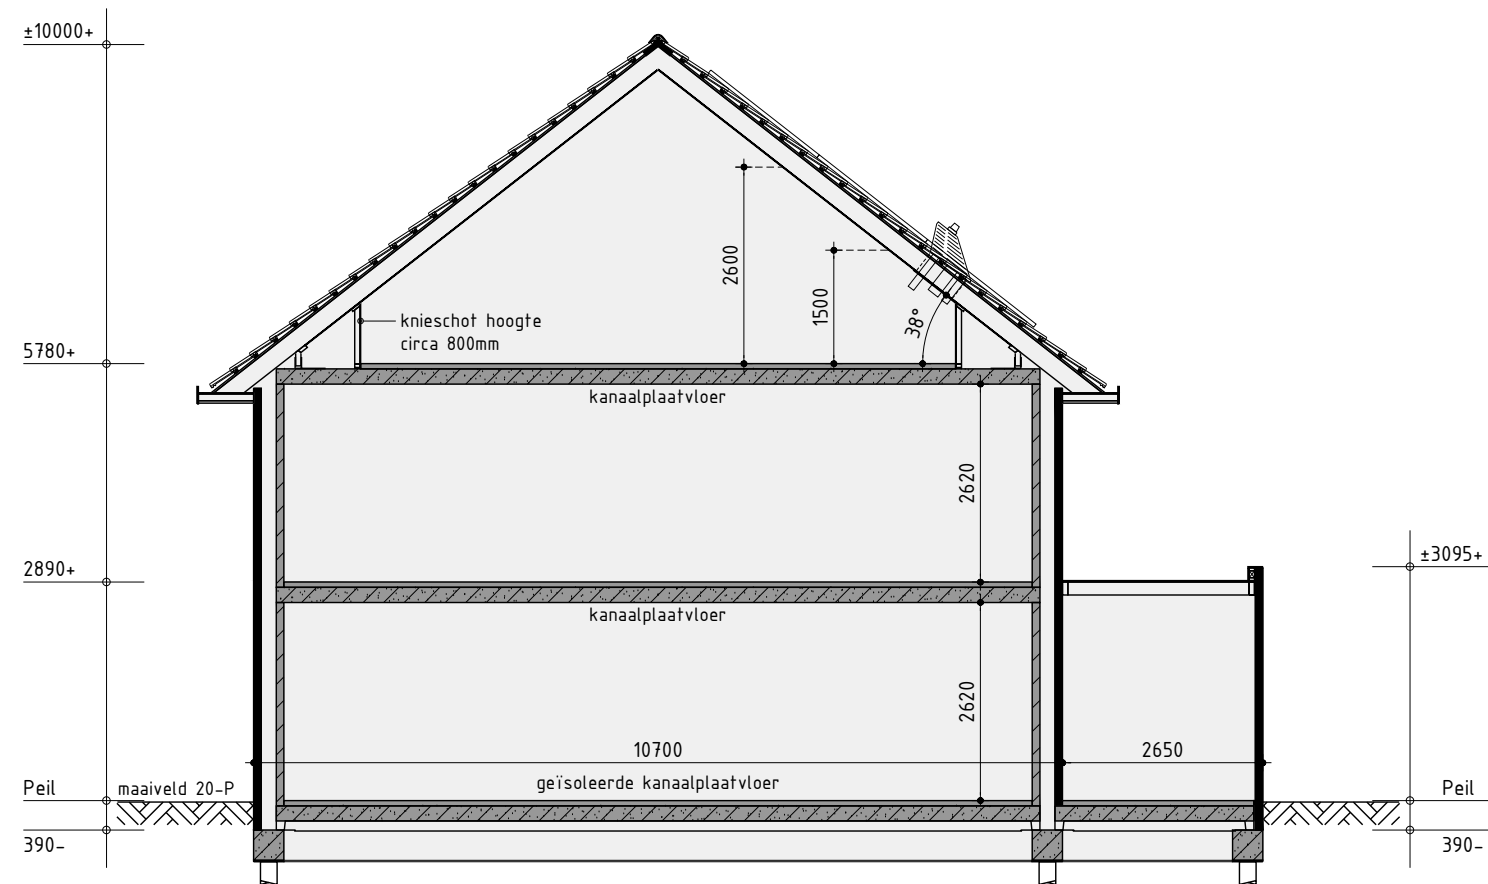 ±10000+
2600
1500
38°
knieschot hoogte
circa 800mm
5780+
kanaalplaatvloer
2620
2890+
±3095+
kanaalplaatvloer
2620
10700
2650
geïsoleerde kanaalplaatvloer
Peil
maaiveld 20-P
Peil
390-
390-